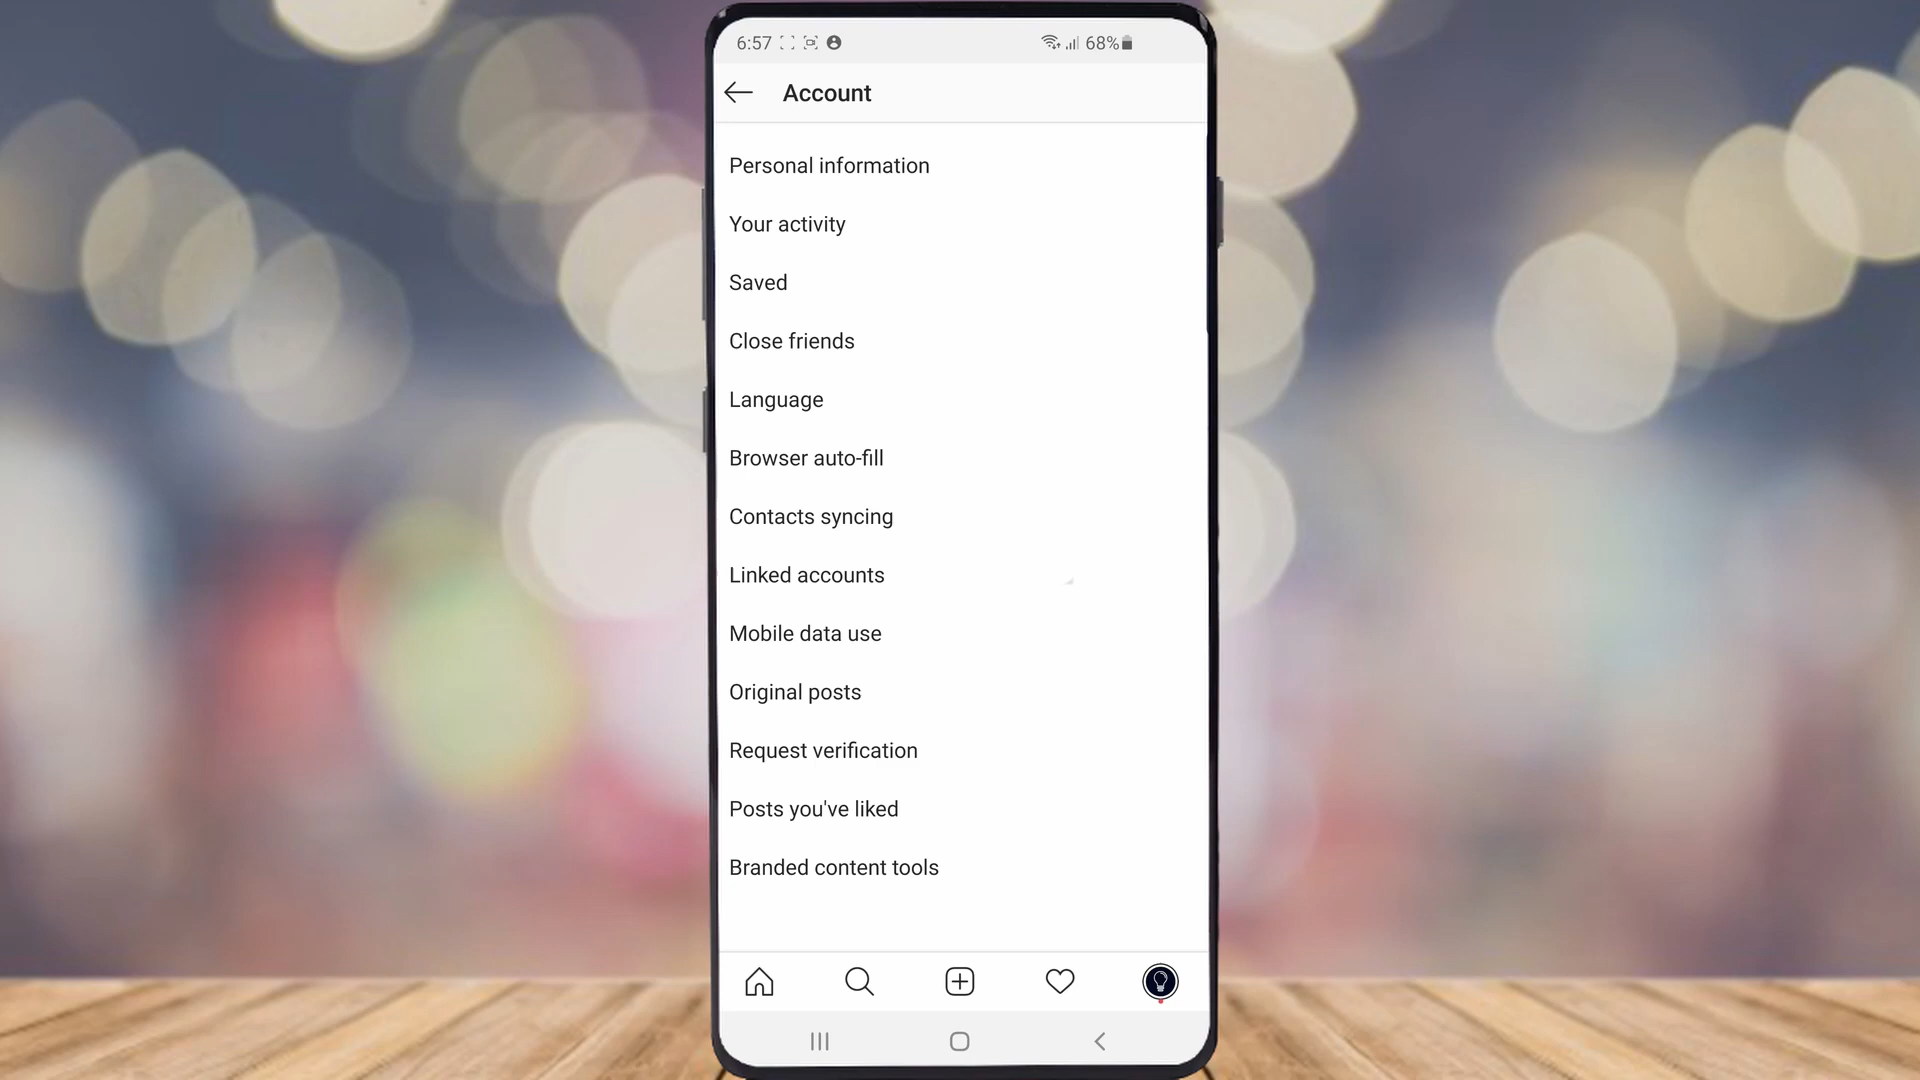 6:57 68%
Account
Personal information
Your activity
Saved
Close friends
Language
Browser auto-fill
Contacts syncing
Linked accounts
Mobile data use
Original posts
Request verification
Posts you've liked
Branded content tools